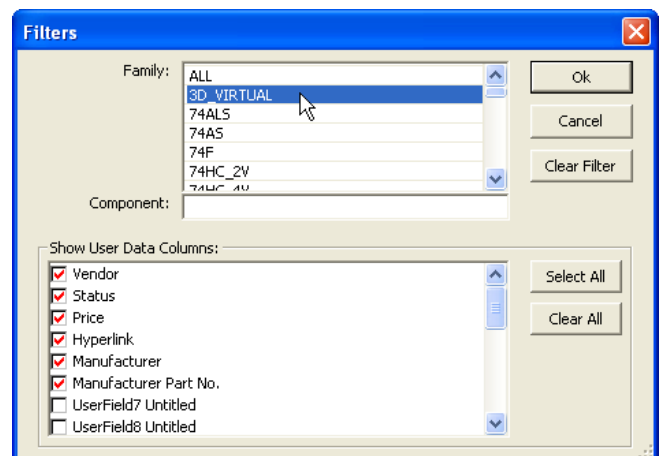 Filters
Family:
ALL
3D_VIRTUAL
74ALS
74AS
74F
74HC_2V
74HC_4V
Ok
Cancel
Clear Filter
Component:
Show User Data Columns:
Vendor
Status
Price
Hyperlink
Manufacturer
Manufacturer Part No.
UserField7 Untitled
UserField8 Untitled
Select All
Clear All